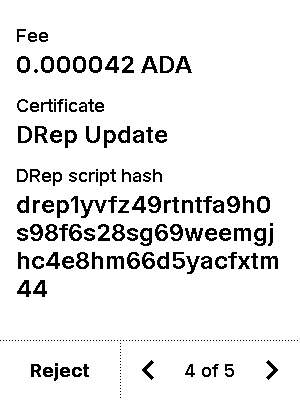 Fee
0.000042 ADA
Certificate
DRep Update
DRep script hash
drep1yvfz49rtntfa9h0
s98f6s28sg69weemgj
hc4e8hm66d5yacfxtm
44
Reject
4 of 5